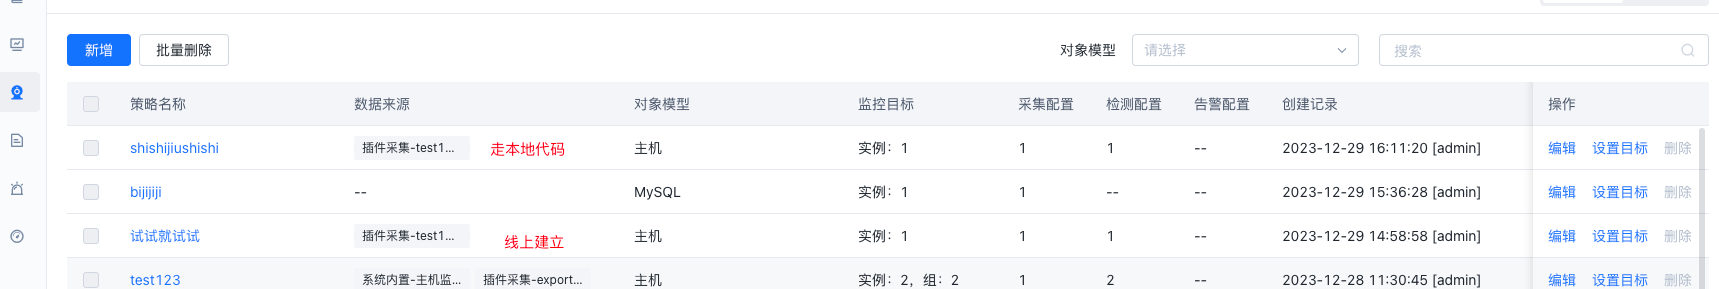 新增 批量删除 对象模型 请选择 搜索
策略名称 数据来源 对象模型 监控目标 采集配置 检测配置 告警配置 创建记录 操作
shishijiushishi 插件采集-test1... 走本地代码 主机 实例：1 1 1 -- 2023-12-29 16:11:20 [admin] 编辑 设置目标 删除
bijijiji -- MySQL 实例：1 1 -- -- 2023-12-29 15:36:28 [admin] 编辑 设置目标 删除
试试就试试 插件采集-test1... 线上建立 主机 实例：1 1 1 -- 2023-12-29 14:58:58 [admin] 编辑 设置目标 删除
test123 系统内置-主机监... 插件采集-export... 主机 实例：2，组：2 1 2 -- 2023-12-28 11:30:45 [admin] 编辑 设置目标 删除